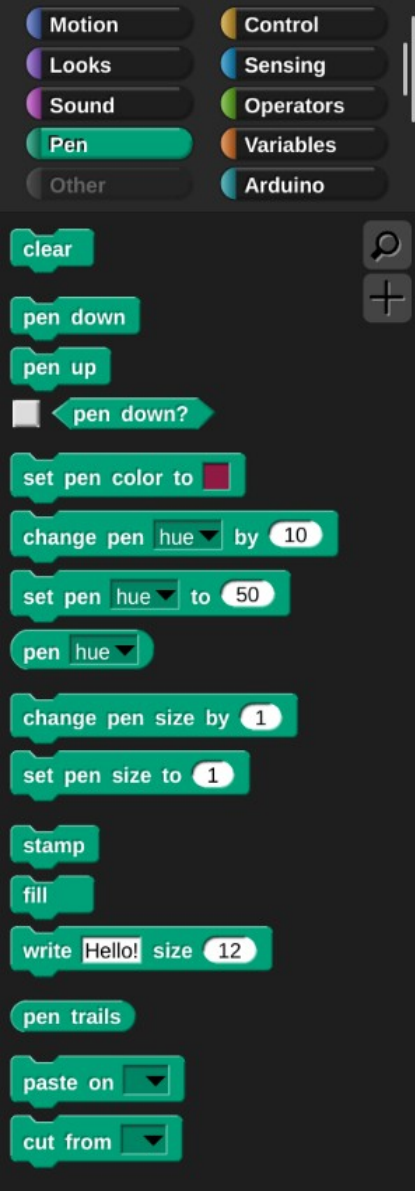 Motion Control
Looks Sensing
Sound Operators
Pen Variables
Other Arduino
clear
pen down
pen up
pen down?
set pen color to
change pen hue by 10
set pen hue to 50
pen hue
change pen size by 1
set pen size to 1
stamp
fill
write Hello! size 12
pen trails
paste on
cut from